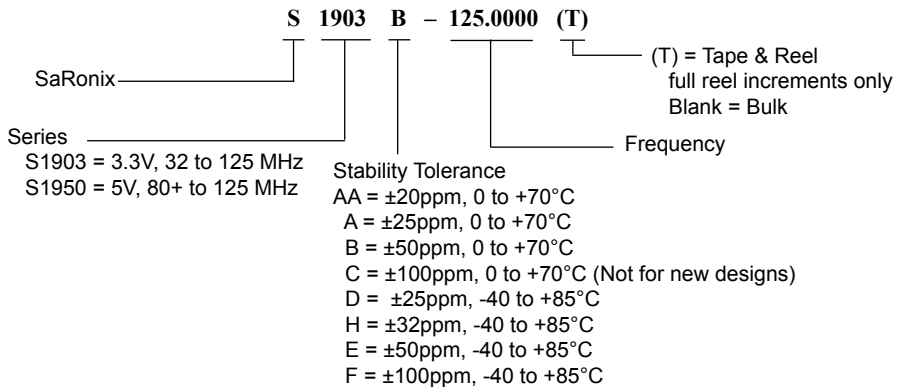 S 1903 B – 125.0000 (T)
(T) = Tape & Reel
full reel increments only
Blank = Bulk
SaRonix
Series
S1903 = 3.3V, 32 to 125 MHz
S1950 = 5V, 80+ to 125 MHz
Frequency
Stability Tolerance
AA = ±20ppm, 0 to +70°C
A = ±25ppm, 0 to +70°C
B = ±50ppm, 0 to +70°C
C = ±100ppm, 0 to +70°C (Not for new designs)
D = ±25ppm, -40 to +85°C
H = ±32ppm, -40 to +85°C
E = ±50ppm, -40 to +85°C
F = ±100ppm, -40 to +85°C